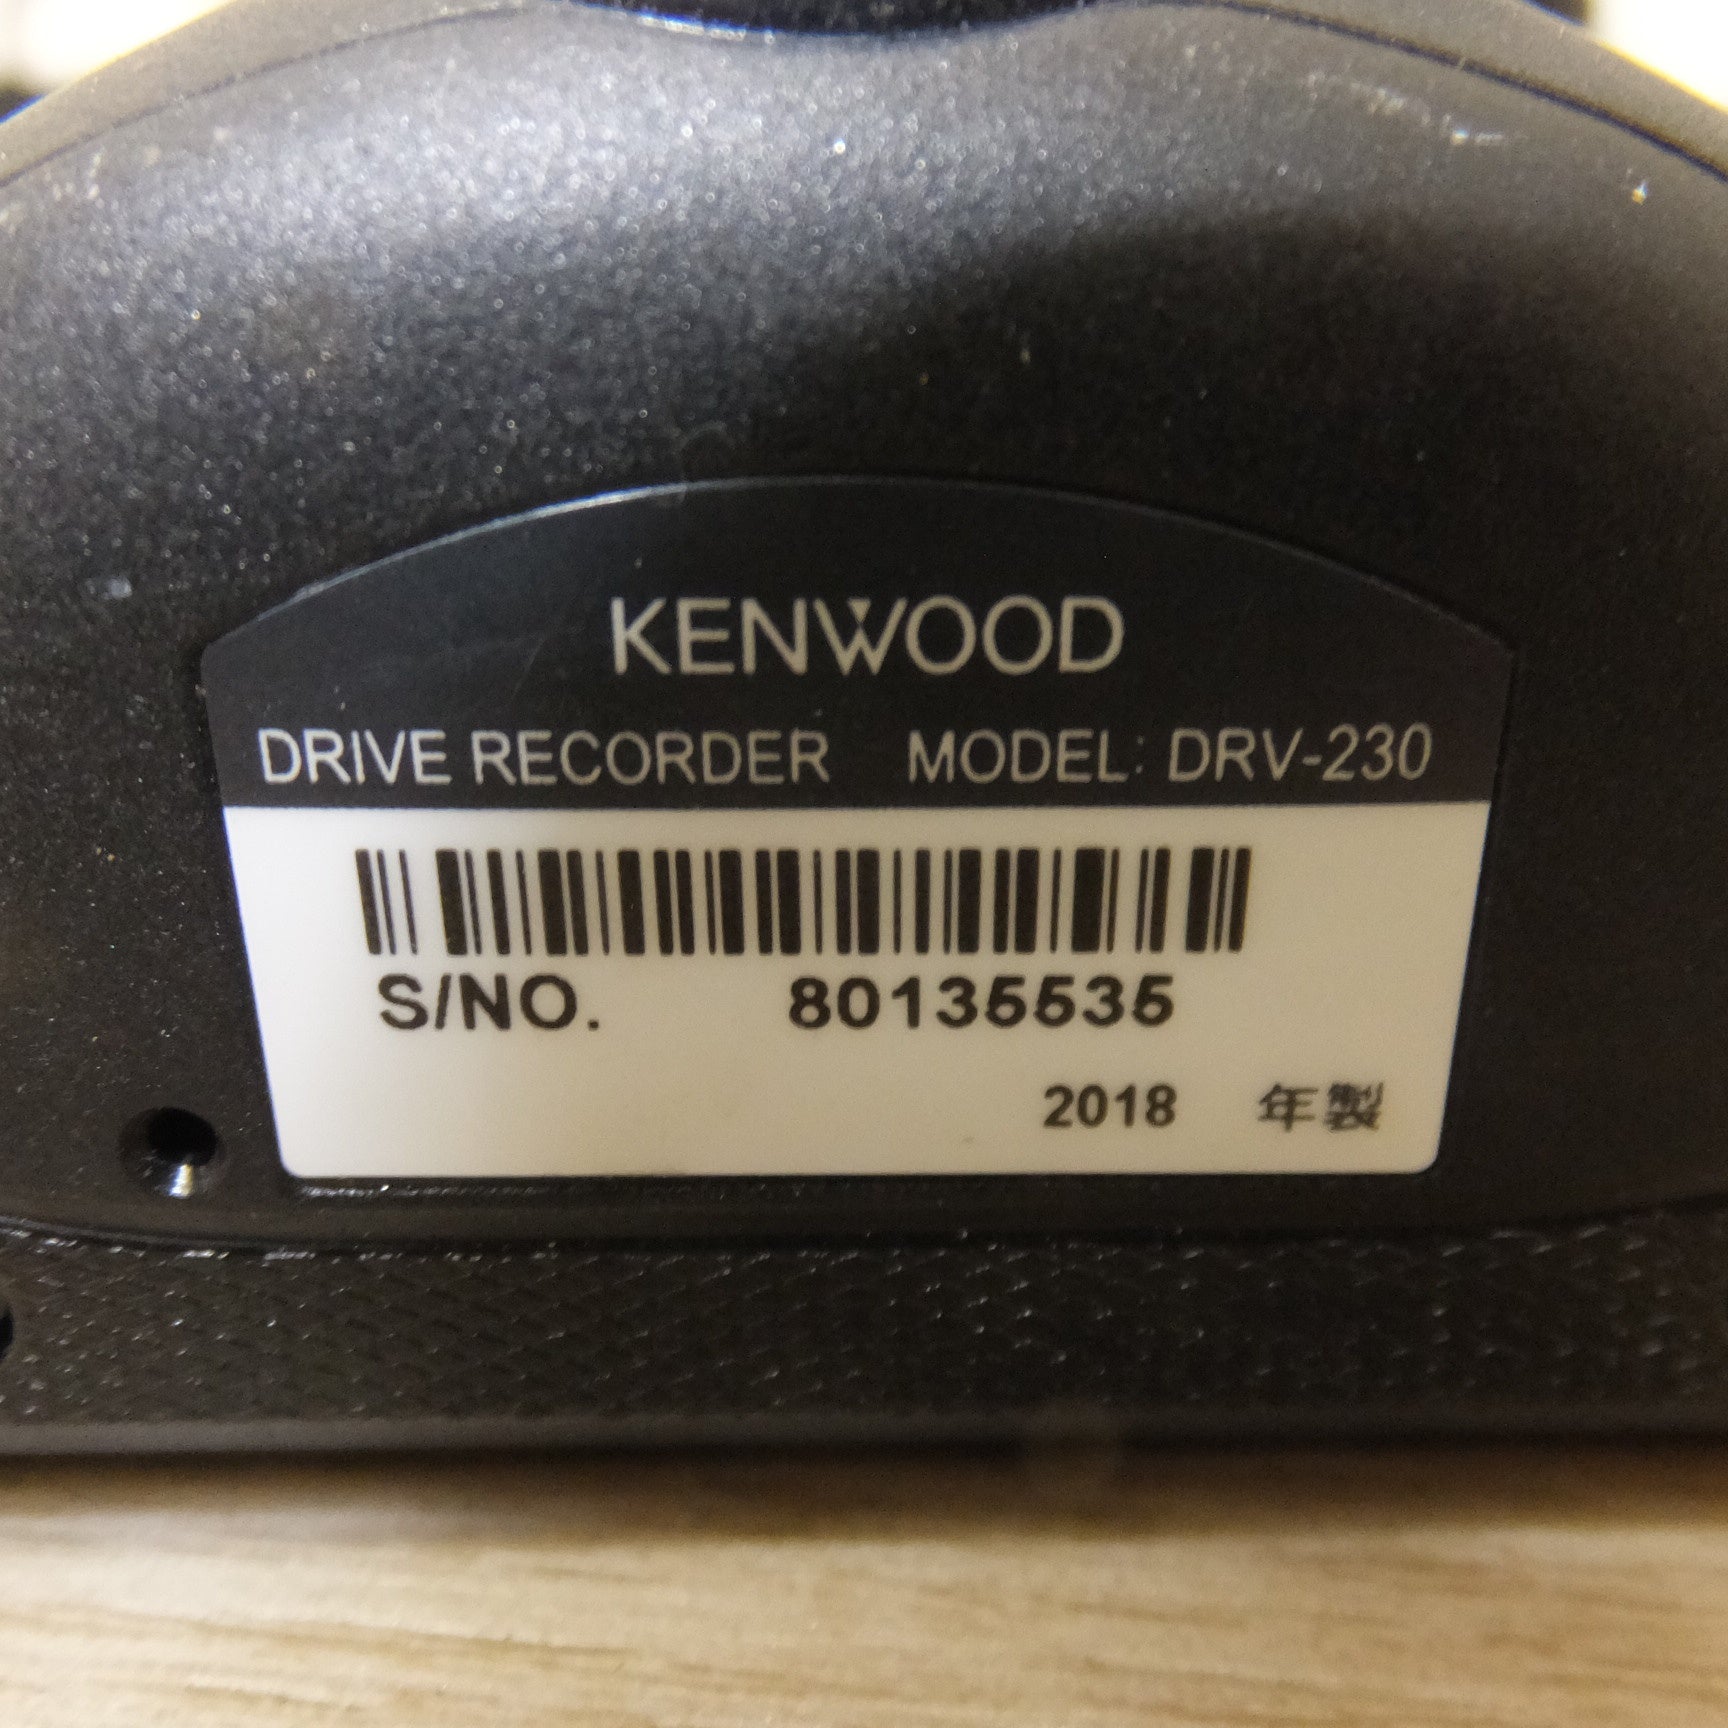 KENWOOD
DRIVE RECORDER MODEL: DRV-230
S/NO. 80135535
2018 年製